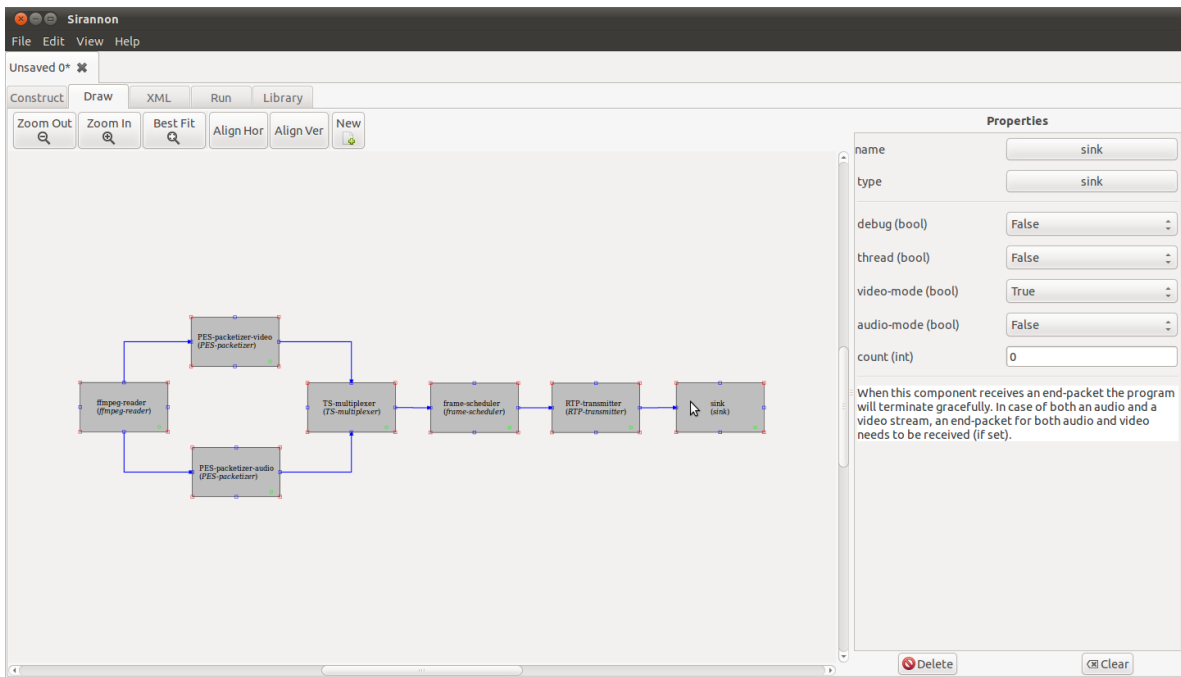 Sirannon
File Edit View Help
Unsaved 0*
Construct Draw XML Run Library
Zoom Out Zoom In Best Fit Align Hor Align Ver New
Properties
name sink
type sink
debug (bool) False
thread (bool) False
video-mode (bool) True
audio-mode (bool) False
count (int) 0
When this component receives an end-packet the program
will terminate gracefully. In case of both an audio and a
video stream, an end-packet for both audio and video
needs to be received (if set).
PES-packetizer-video
(PES-packetizer)
ffmpeg-reader
(ffmpeg-reader)
TS-multiplexer
(TS-multiplexer)
frame-scheduler
(frame-scheduler)
RTP-transmitter
(RTP-transmitter)
sink
(sink)
PES-packetizer-audio
(PES-packetizer)
Delete Clear